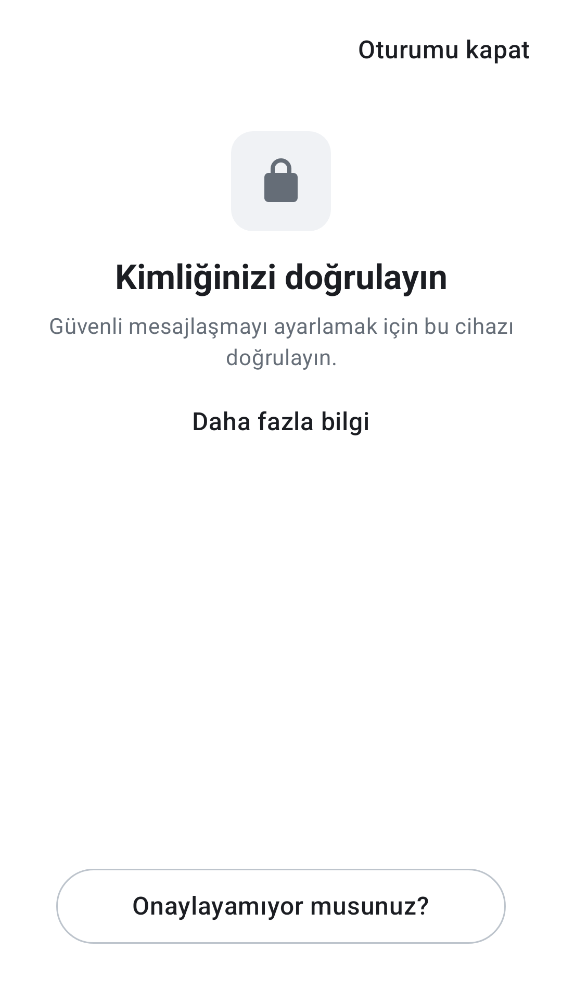 Oturumu kapat
Kimliğinizi doğrulayın
Güvenli mesajlaşmayı ayarlamak için bu cihazı
doğrulayın.
Daha fazla bilgi
Onaylayamıyor musunuz?